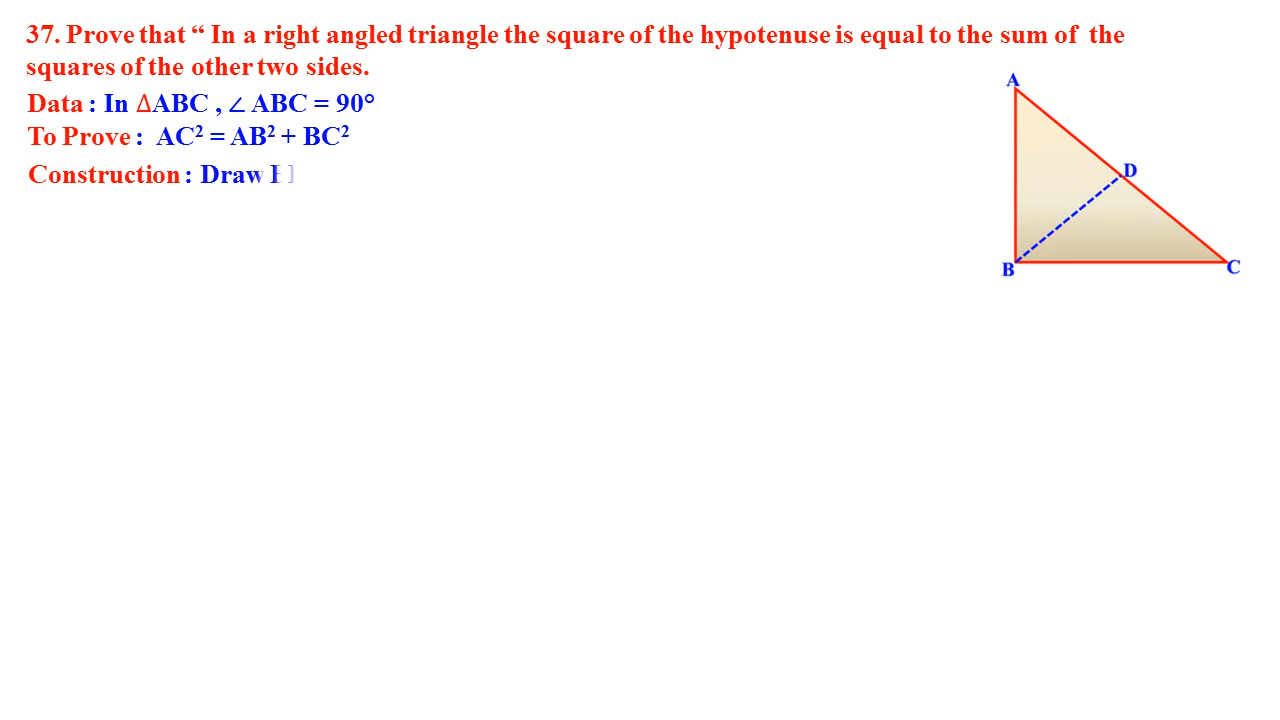 37. Prove that “ In a right angled triangle the square of the hypotenuse is equal to the sum of the
squares of the other two sides.
Data : In ΔABC , ∠ ABC = 90°
To Prove : AC² = AB² + BC²
Construction : Draw
A
D
B
C